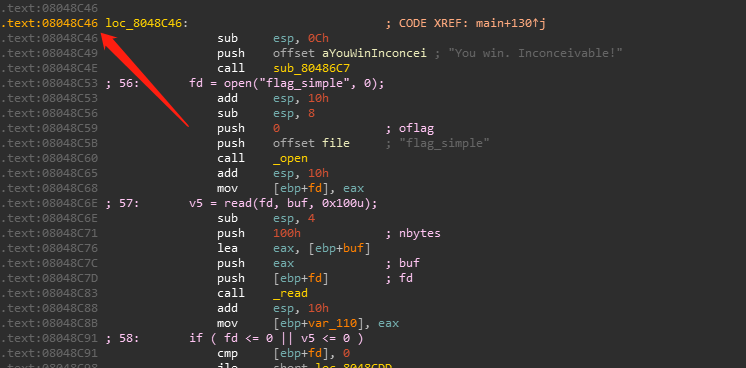 .text:08048C46
.text:08048C46 loc_8048C46: ; CODE XREF: main+130↑j
.text:08048C46 sub esp, 0Ch
.text:08048C49 push offset aYouWinInconcei ; "You win. Inconceivable!"
.text:08048C4E call sub_80486C7
.text:08048C53 ; 56: fd = open("flag_simple", 0);
.text:08048C53 add esp, 10h
.text:08048C56 sub esp, 8
.text:08048C59 push 0 ; oflag
.text:08048C5B push offset file ; "flag_simple"
.text:08048C60 call _open
.text:08048C65 add esp, 10h
.text:08048C68 mov [ebp+fd], eax
.text:08048C6E ; 57: v5 = read(fd, buf, 0x100u);
.text:08048C6E sub esp, 4
.text:08048C71 push 100h ; nbytes
.text:08048C76 lea eax, [ebp+buf]
.text:08048C7C push eax ; buf
.text:08048C7D push [ebp+fd] ; fd
.text:08048C83 call _read
.text:08048C88 add esp, 10h
.text:08048C8B mov [ebp+var_110], eax
.text:08048C91 ; 58: if ( fd <= 0 || v5 <= 0 )
.text:08048C91 cmp [ebp+fd], 0
.text:08048C98 jle short loc_8048CDD